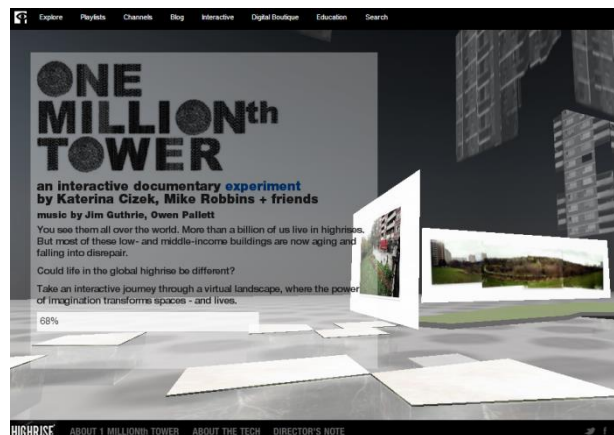 Explore Playlists Channels Blog Interactive Digital Boutique Education Search
ONE
MILLIONth
TOWER
an interactive documentary experiment
by Katerina Cizek, Mike Robbins + friends
music by Jim Guthrie, Owen Pallett
You see them all over the world. More than a billion of us live in highrises.
But most of these low- and middle-income buildings are now aging and
falling into disrepair.
Could life in the global highrise be different?
Take an interactive journey through a virtual landscape, where the power
of imagination transforms spaces - and lives.
68%
HIGHRISE ABOUT 1 MILLIONth TOWER ABOUT THE TECH DIRECTOR'S NOTE